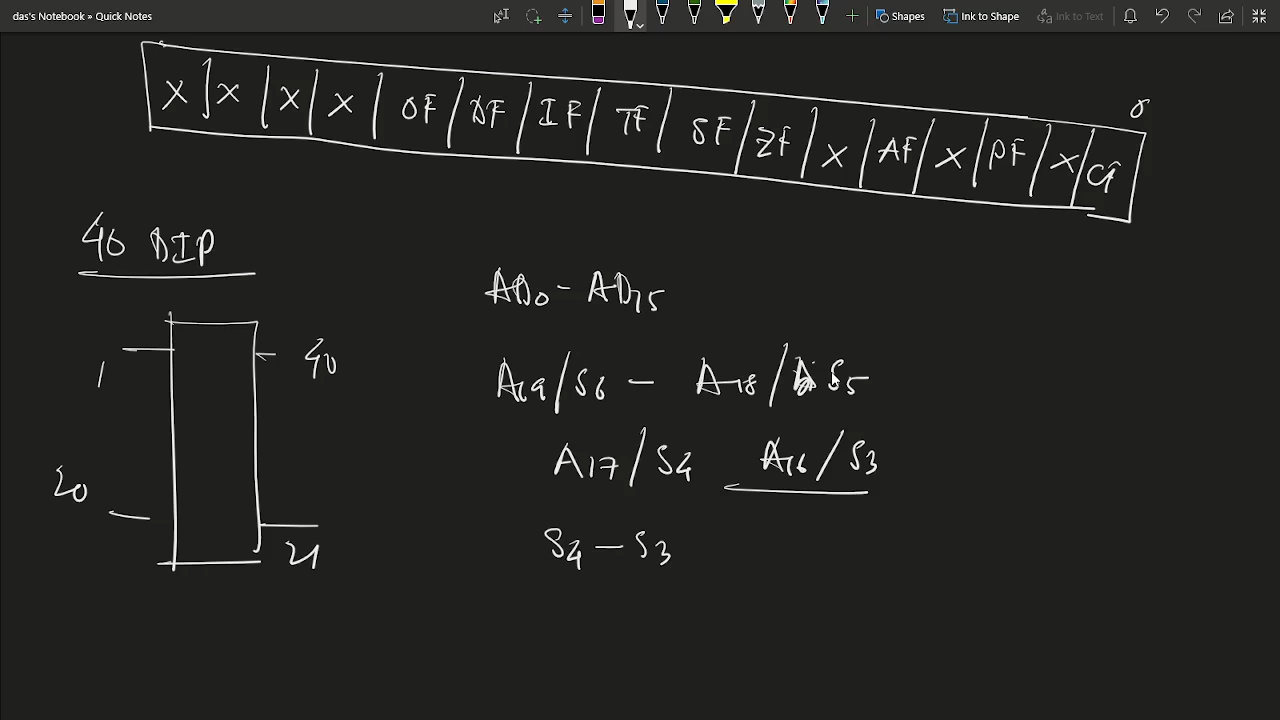 das's Notebook » Quick Notes
Shapes Ink to Shape Ink to Text
0
X X X X OF DF IF TF SF ZF X AF X PF X CF
40 DIP
AD0 - AD15
1 40
A19/S6 - A18/S5
A17/S4 A16/S3
20
21
S4 - S3